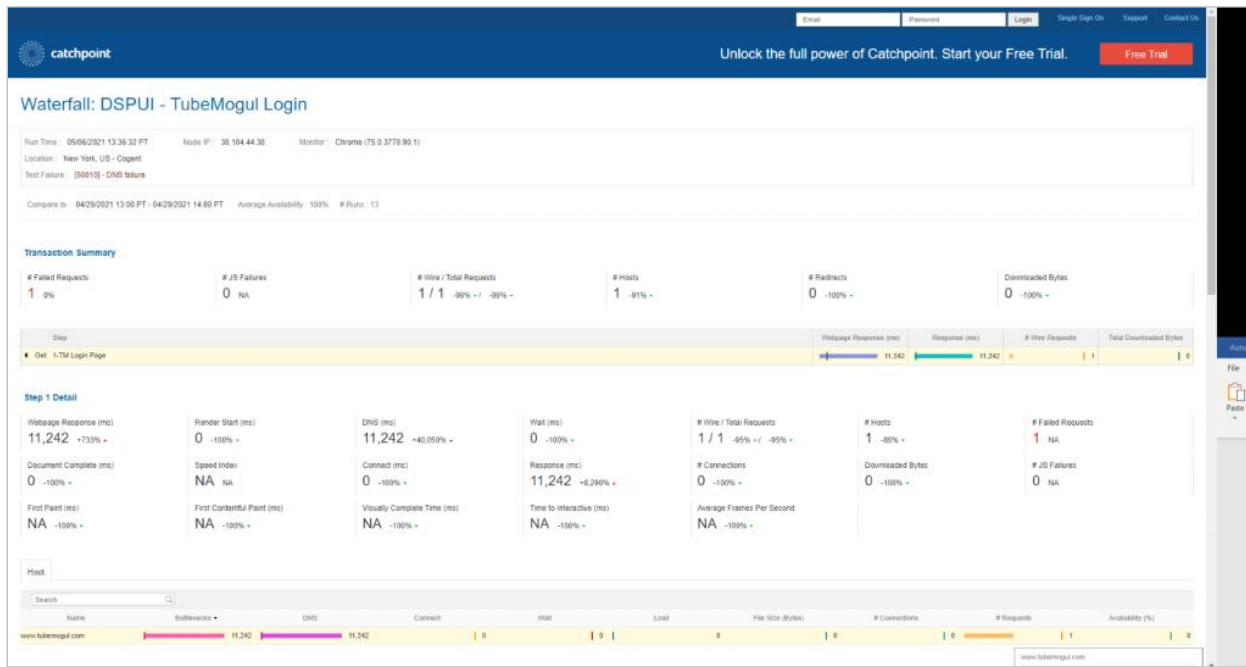 Email Password Login Single Sign On Support Contact Us
catchpoint Unlock the full power of Catchpoint. Start your Free Trial. Free Trial
Waterfall: DSPUI - TubeMogul Login
Run Time : 05/06/2021 13:36:32 PT Node IP : 38.104.44.38 Monitor : Chrome (75.0.3770.90.1)
Location : New York, US - Cogent
Test Failure : [50010] - DNS failure
Compare to : 04/29/2021 13:00 PT - 04/29/2021 14:00 PT Average Availability : 100% # Runs : 13
Transaction Summary
# Failed Requests # JS Failures # Wire / Total Requests # Hosts # Redirects Downloaded Bytes
1 0% 0 NA 1 / 1 -99% / -99% 1 -91% 0 -100% 0 -100%
Step Webpage Response (ms) Response (ms) # Wire Requests Total Downloaded Bytes
Get 1-TM Login Page 11,242 11,242 1 0
Step 1 Detail
Webpage Response (ms) Render Start (ms) DNS (ms) Wait (ms) # Wire / Total Requests # Hosts # Failed Requests
11,242 +733% 0 -100% 11,242 +40,050% 0 -100% 1 / 1 -95% / -95% 1 -86% 1 NA
Document Complete (ms) Speed Index Connect (ms) Response (ms) # Connections Downloaded Bytes # JS Failures
0 -100% NA NA 0 -100% 11,242 +8,290% 0 -100% 0 -100% 0 NA
First Paint (ms) First Contentful Paint (ms) Visually Complete Time (ms) Time to Interactive (ms) Average Frames Per Second
NA -100% NA -100% NA -100% NA -100% NA -100%
Host
Search
Name Bottlenecks DNS Connect Wait Load File Size (Bytes) # Connections # Requests Availability (%)
www.tubemogul.com 11,242 11,242 0 0 0 0 0 1 0
www.tubemogul.com
Auto
File
Paste